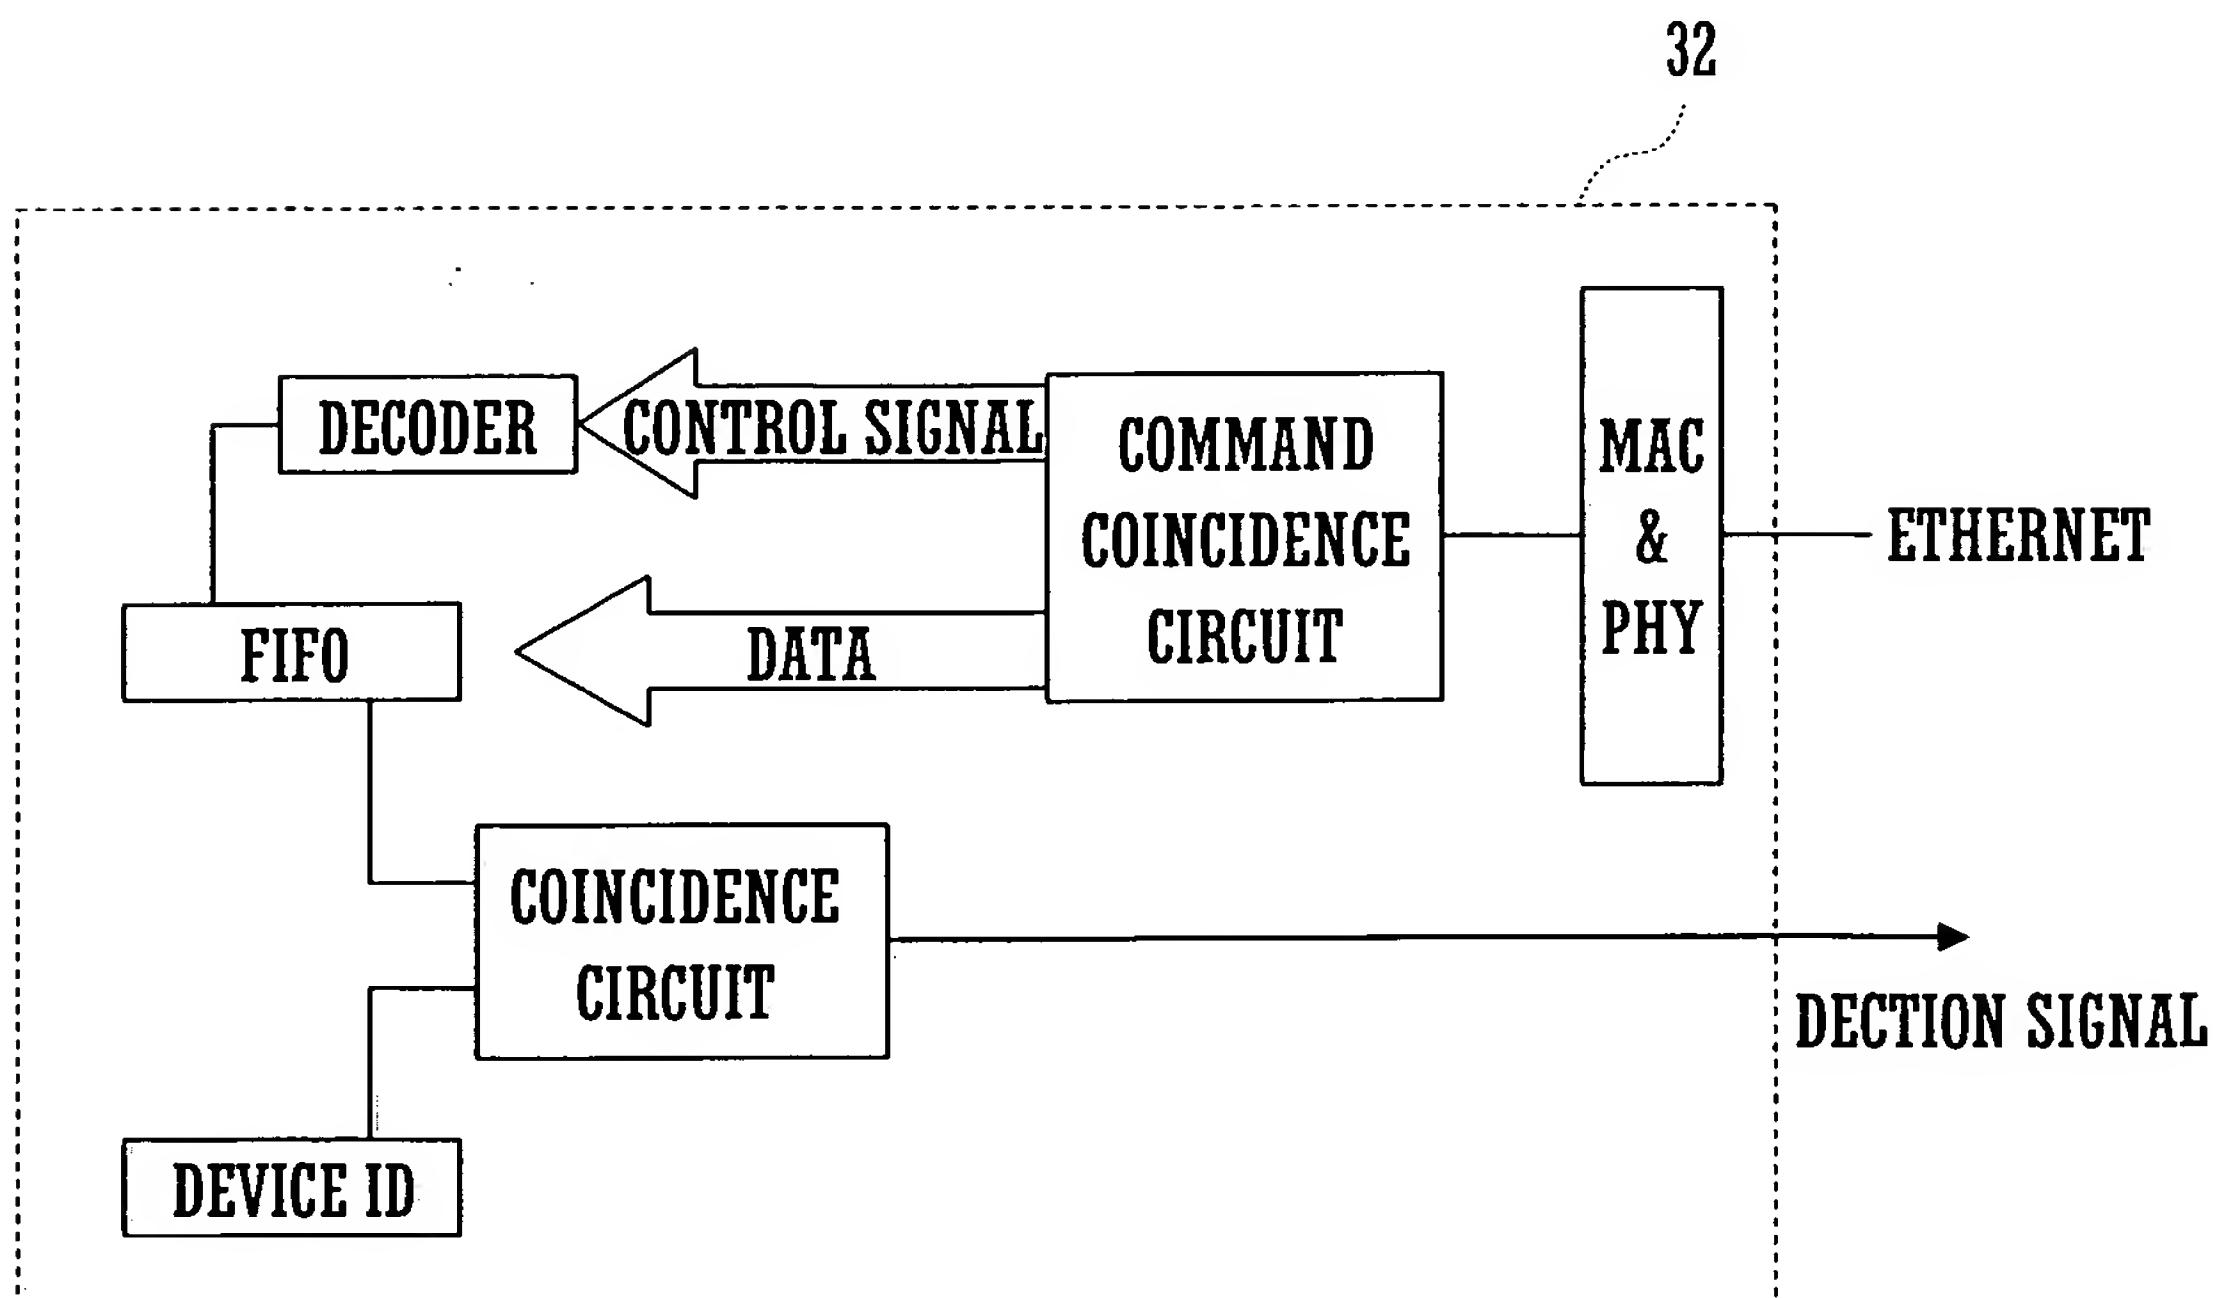 32
DECODER
CONTROL SIGNAL
COMMAND
COINCIDENCE
CIRCUIT
MAC
&
PHY
ETHERNET
FIFO
DATA
COINCIDENCE
CIRCUIT
DECTION SIGNAL
DEVICE ID